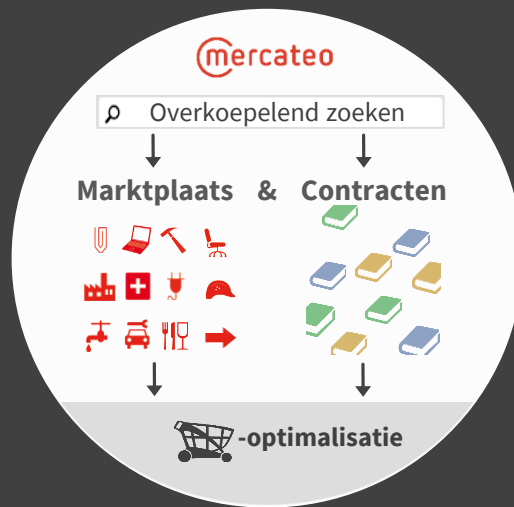 mercateo
Overkoepelend zoeken
Marktplaats & Contracten
-optimalisatie